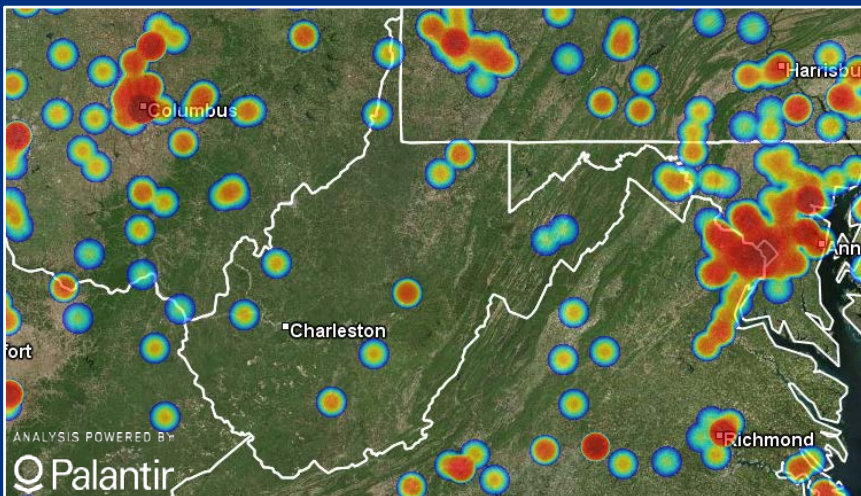 Harrisbu
Columbus
Ann
Charleston
fort
Richmond
ANALYSIS POWERED BY
Palantir